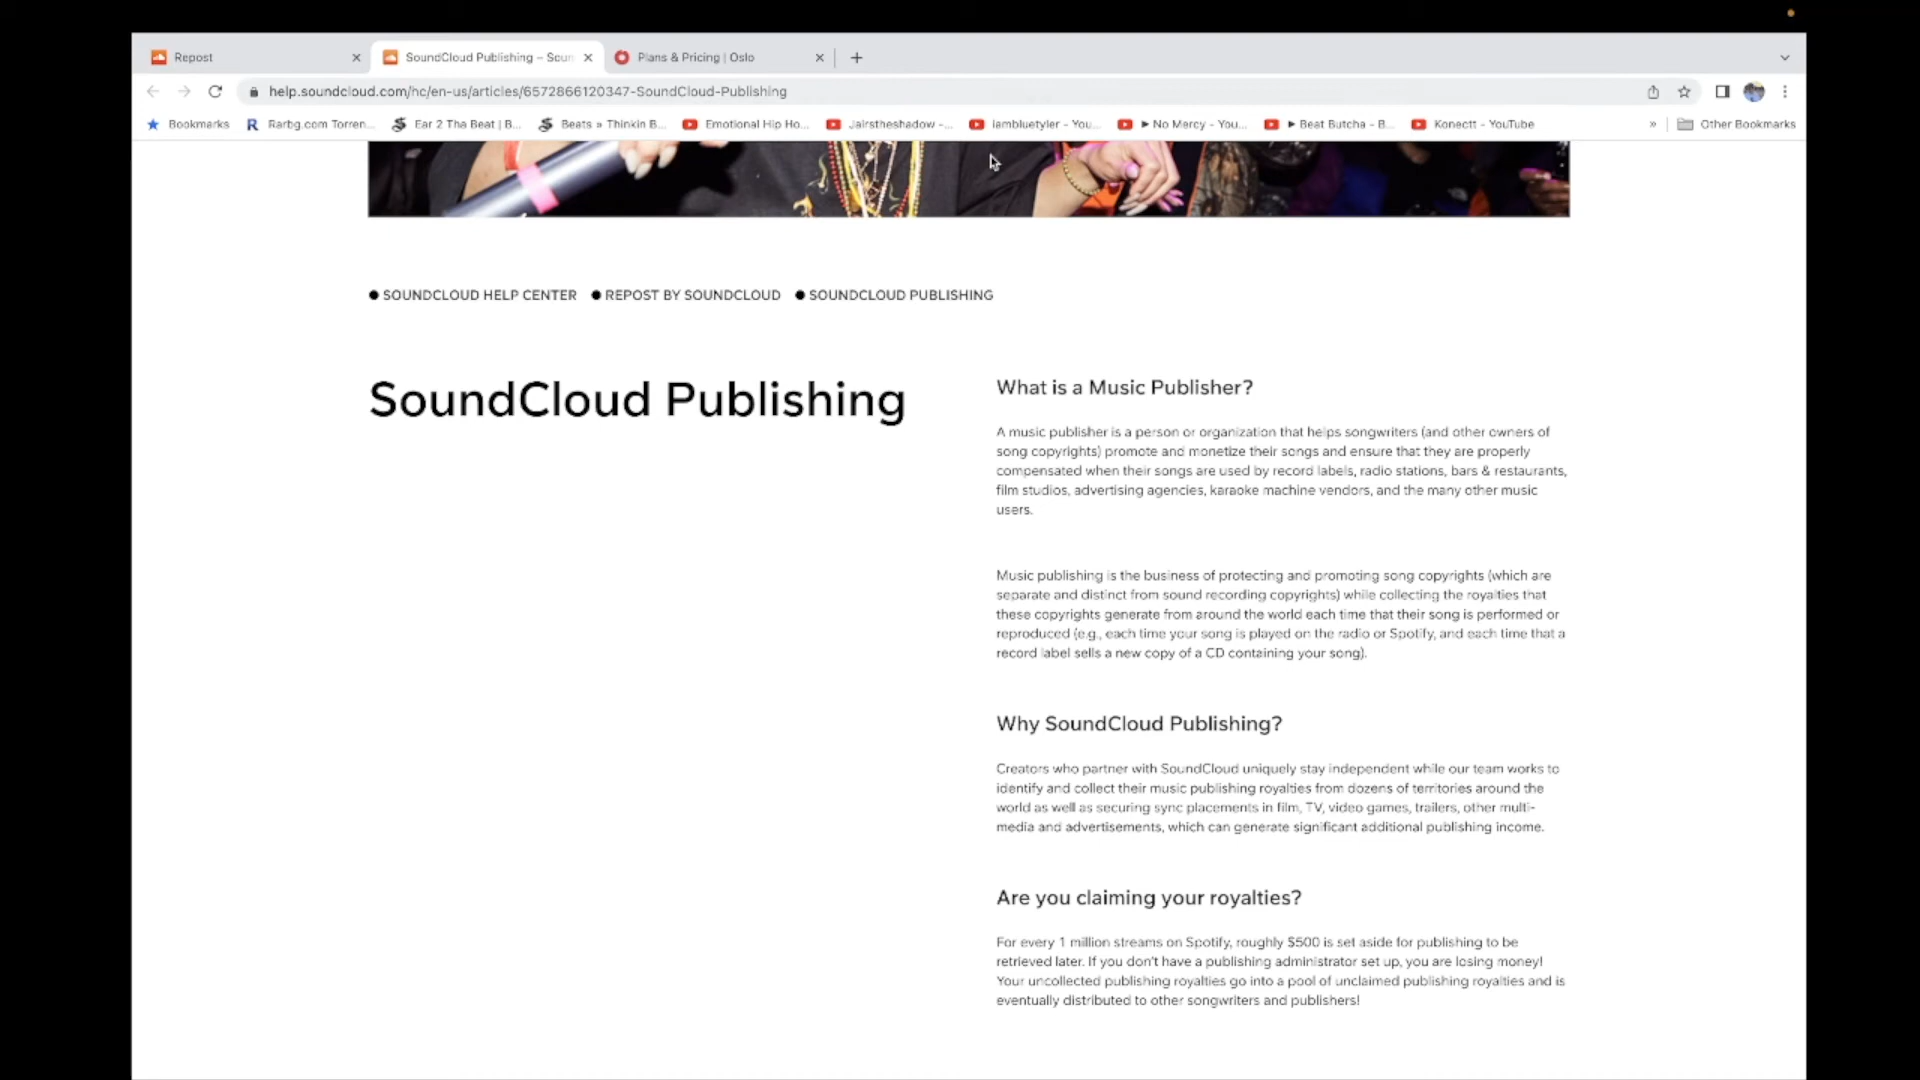 Repost
SoundCloud Publishing – Soun
Plans & Pricing | Oslo
help.soundcloud.com/hc/en-us/articles/6572866120347-SoundCloud-Publishing
Bookmarks
Rarbg.com Torren...
Ear 2 Tha Beat | B...
Beats » Thinkin B...
Emotional Hip Ho...
Jairstheshadow -...
Iambluetyler - You...
► No Mercy - You...
► Beat Butcha - B...
Konectt - YouTube
»
Other Bookmarks
● SOUNDCLOUD HELP CENTER ● REPOST BY SOUNDCLOUD ● SOUNDCLOUD PUBLISHING
SoundCloud Publishing
What is a Music Publisher?
A music publisher is a person or organization that helps songwriters (and other owners of
song copyrights) promote and monetize their songs and ensure that they are properly
compensated when their songs are used by record labels, radio stations, bars & restaurants,
film studios, advertising agencies, karaoke machine vendors, and the many other music
users.
Music publishing is the business of protecting and promoting song copyrights (which are
separate and distinct from sound recording copyrights) while collecting the royalties that
these copyrights generate from around the world each time that their song is performed or
reproduced (e.g., each time your song is played on the radio or Spotify, and each time that a
record label sells a new copy of a CD containing your song).
Why SoundCloud Publishing?
Creators who partner with SoundCloud uniquely stay independent while our team works to
identify and collect their music publishing royalties from dozens of territories around the
world as well as securing sync placements in film, TV, video games, trailers, other multi-
media and advertisements, which can generate significant additional publishing income.
Are you claiming your royalties?
For every 1 million streams on Spotify, roughly $500 is set aside for publishing to be
retrieved later. If you don't have a publishing administrator set up, you are losing money!
Your uncollected publishing royalties go into a pool of unclaimed publishing royalties and is
eventually distributed to other songwriters and publishers!